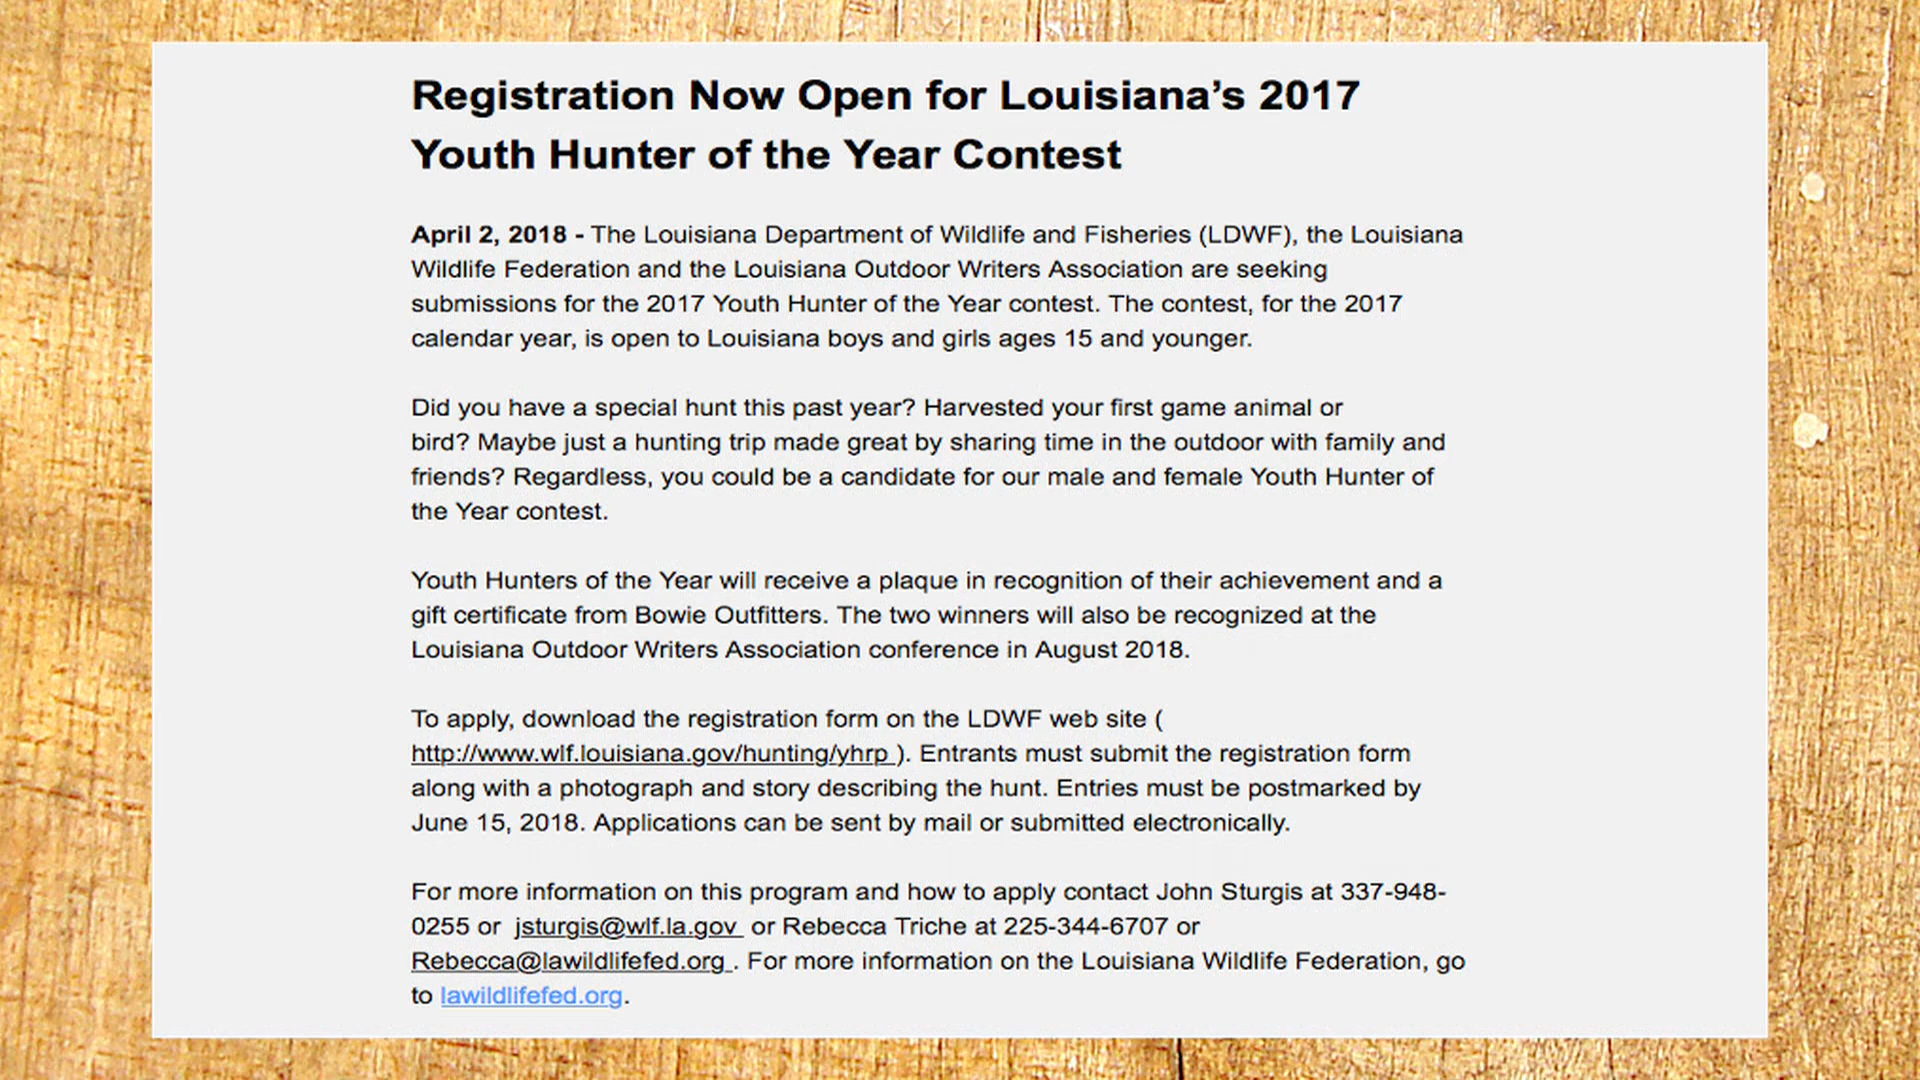 Registration Now Open for Louisiana’s 2017
Youth Hunter of the Year Contest
April 2, 2018 - The Louisiana Department of Wildlife and Fisheries (LDWF), the Louisiana
Wildlife Federation and the Louisiana Outdoor Writers Association are seeking
submissions for the 2017 Youth Hunter of the Year contest. The contest, for the 2017
calendar year, is open to Louisiana boys and girls ages 15 and younger.
Did you have a special hunt this past year? Harvested your first game animal or
bird? Maybe just a hunting trip made great by sharing time in the outdoor with family and
friends? Regardless, you could be a candidate for our male and female Youth Hunter of
the Year contest.
Youth Hunters of the Year will receive a plaque in recognition of their achievement and a
gift certificate from Bowie Outfitters. The two winners will also be recognized at the
Louisiana Outdoor Writers Association conference in August 2018.
To apply, download the registration form on the LDWF web site (
http://www.wlf.louisiana.gov/hunting/yhrp ). Entrants must submit the registration form
along with a photograph and story describing the hunt. Entries must be postmarked by
June 15, 2018. Applications can be sent by mail or submitted electronically.
For more information on this program and how to apply contact John Sturgis at 337-948-
0255 or jsturgis@wlf.la.gov or Rebecca Triche at 225-344-6707 or
Rebecca@lawildlifefed.org . For more information on the Louisiana Wildlife Federation, go
to lawildlifefed.org.